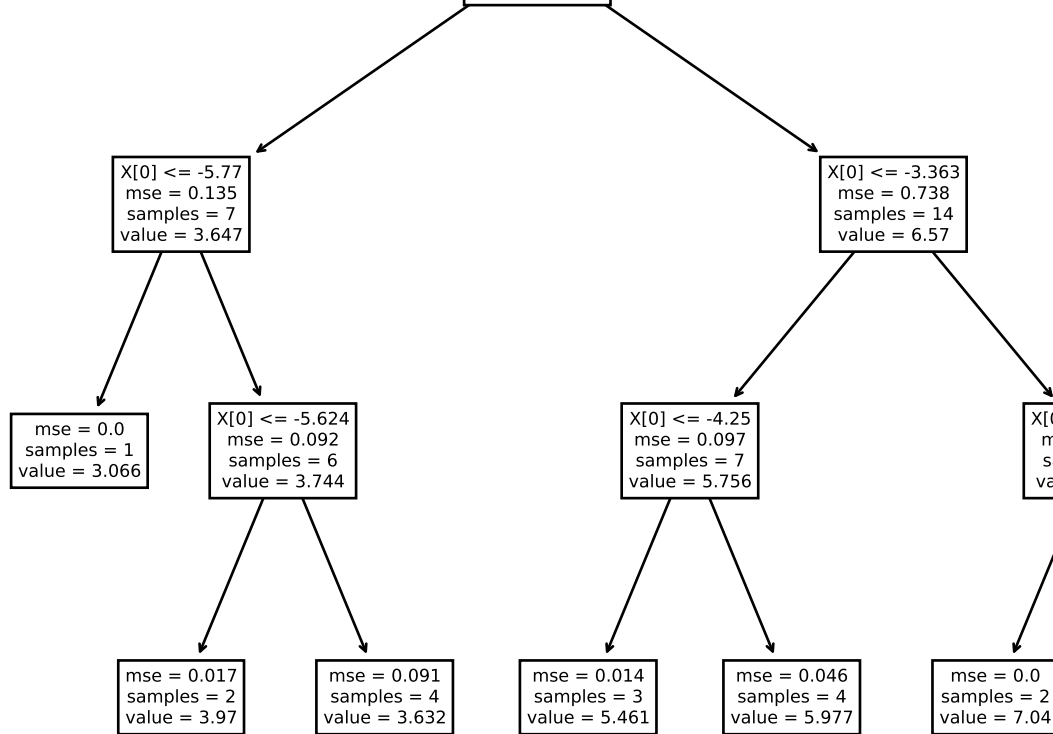 X[0] <= -5.77
mse = 0.135
samples = 7
value = 3.647
X[0] <= -3.363
mse = 0.738
samples = 14
value = 6.57
mse = 0.0
samples = 1
value = 3.066
X[0] <= -5.624
mse = 0.092
samples = 6
value = 3.744
X[0] <= -4.25
mse = 0.097
samples = 7
value = 5.756
mse = 0.017
samples = 2
value = 3.97
mse = 0.091
samples = 4
value = 3.632
mse = 0.014
samples = 3
value = 5.461
mse = 0.046
samples = 4
value = 5.977
mse = 0.0
samples = 2
value = 7.04